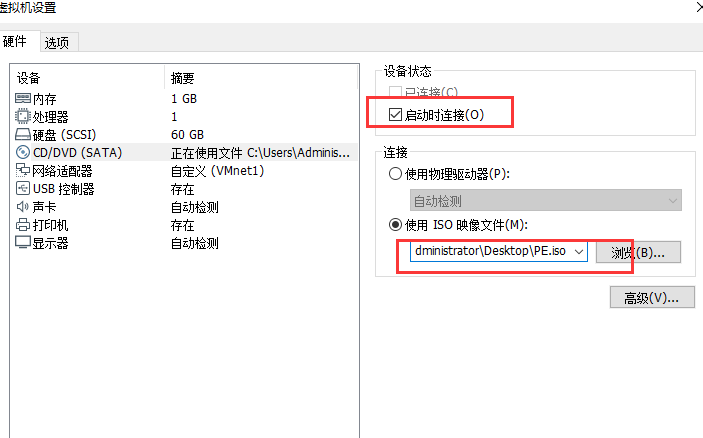 虚拟机设置
硬件 选项
设备 摘要
内存 1 GB
处理器 1
硬盘 (SCSI) 60 GB
CD/DVD (SATA) 正在使用文件 C:\Users\Adminis...
网络适配器 自定义 (VMnet1)
USB 控制器 存在
声卡 自动检测
打印机 存在
显示器 自动检测
设备状态
已连接(C)
启动时连接(O)
连接
使用物理驱动器(P):
自动检测
使用 ISO 映像文件(M):
dministrator\Desktop\PE.iso
浏览(B)...
高级(V)...